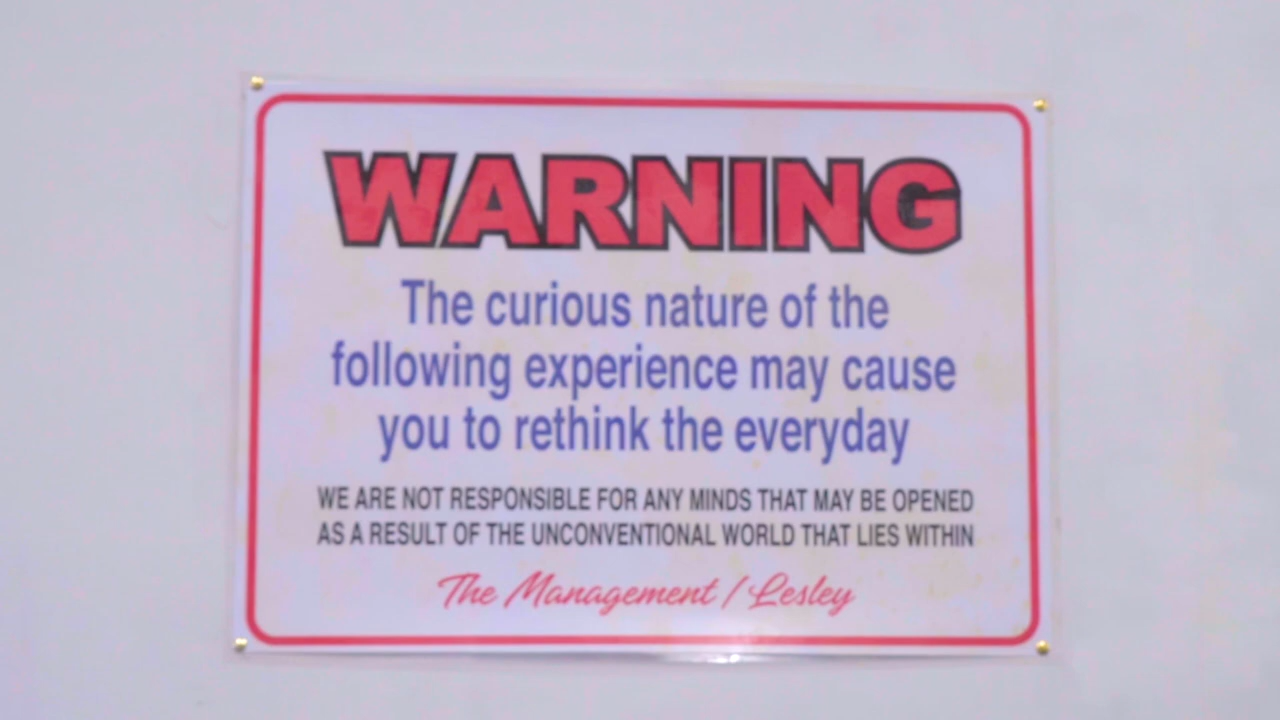 WARNING
The curious nature of the
following experience may cause
you to rethink the everyday
WE ARE NOT RESPONSIBLE FOR ANY MINDS THAT MAY BE OPENED
AS A RESULT OF THE UNCONVENTIONAL WORLD THAT LIES WITHIN
The Management / Lesley